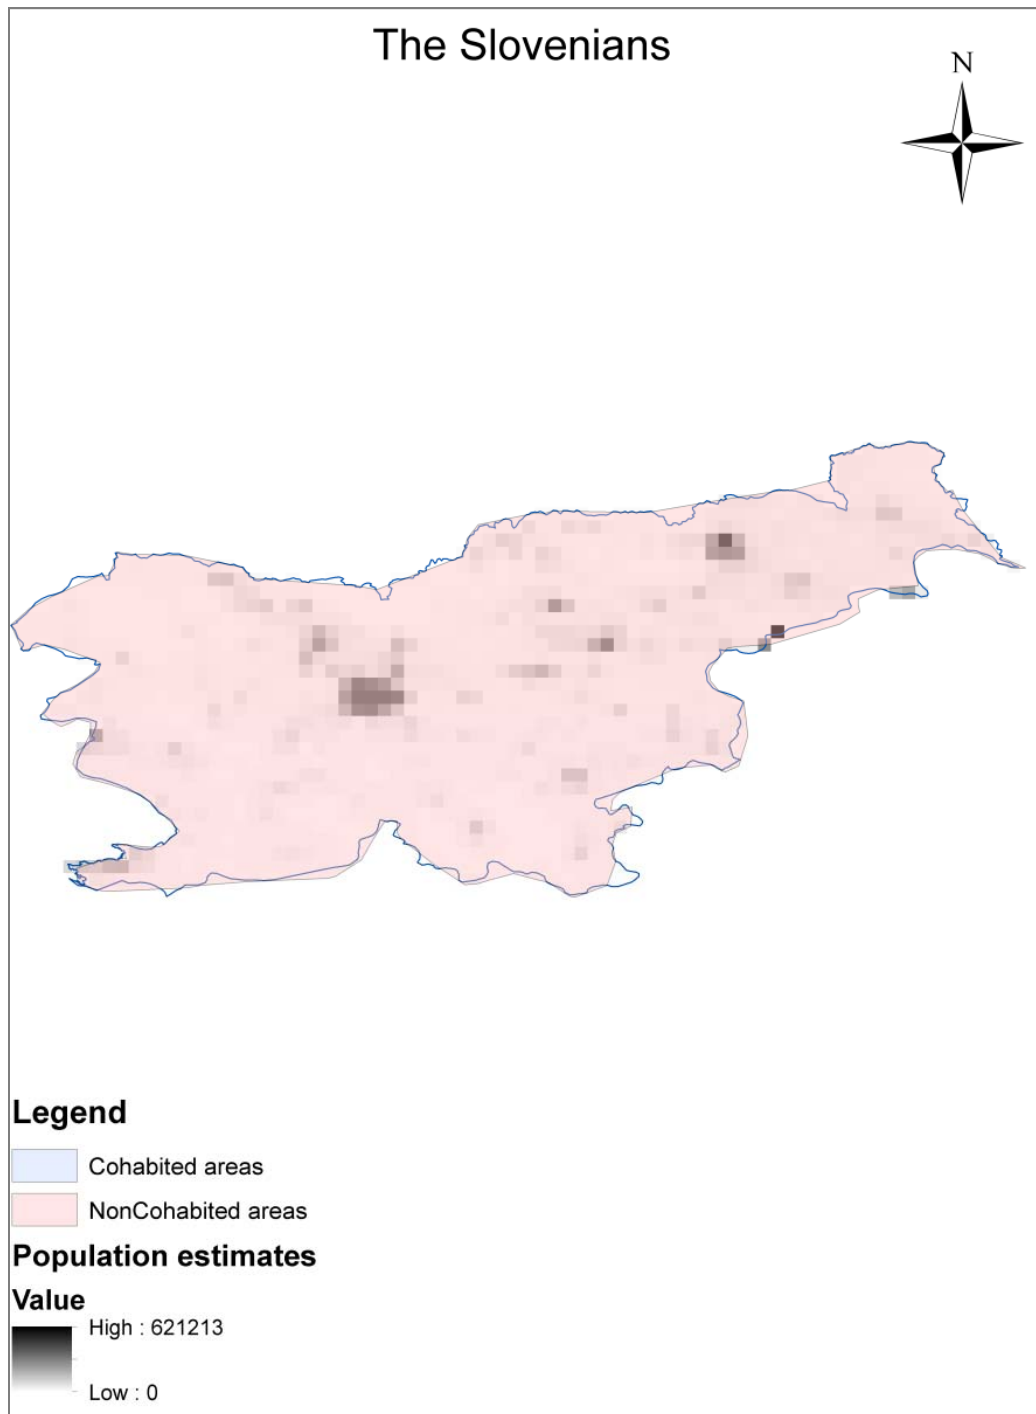 The Slovenians
N
Legend
Cohabited areas
NonCohabited areas
Population estimates
Value
High : 621213
Low : 0